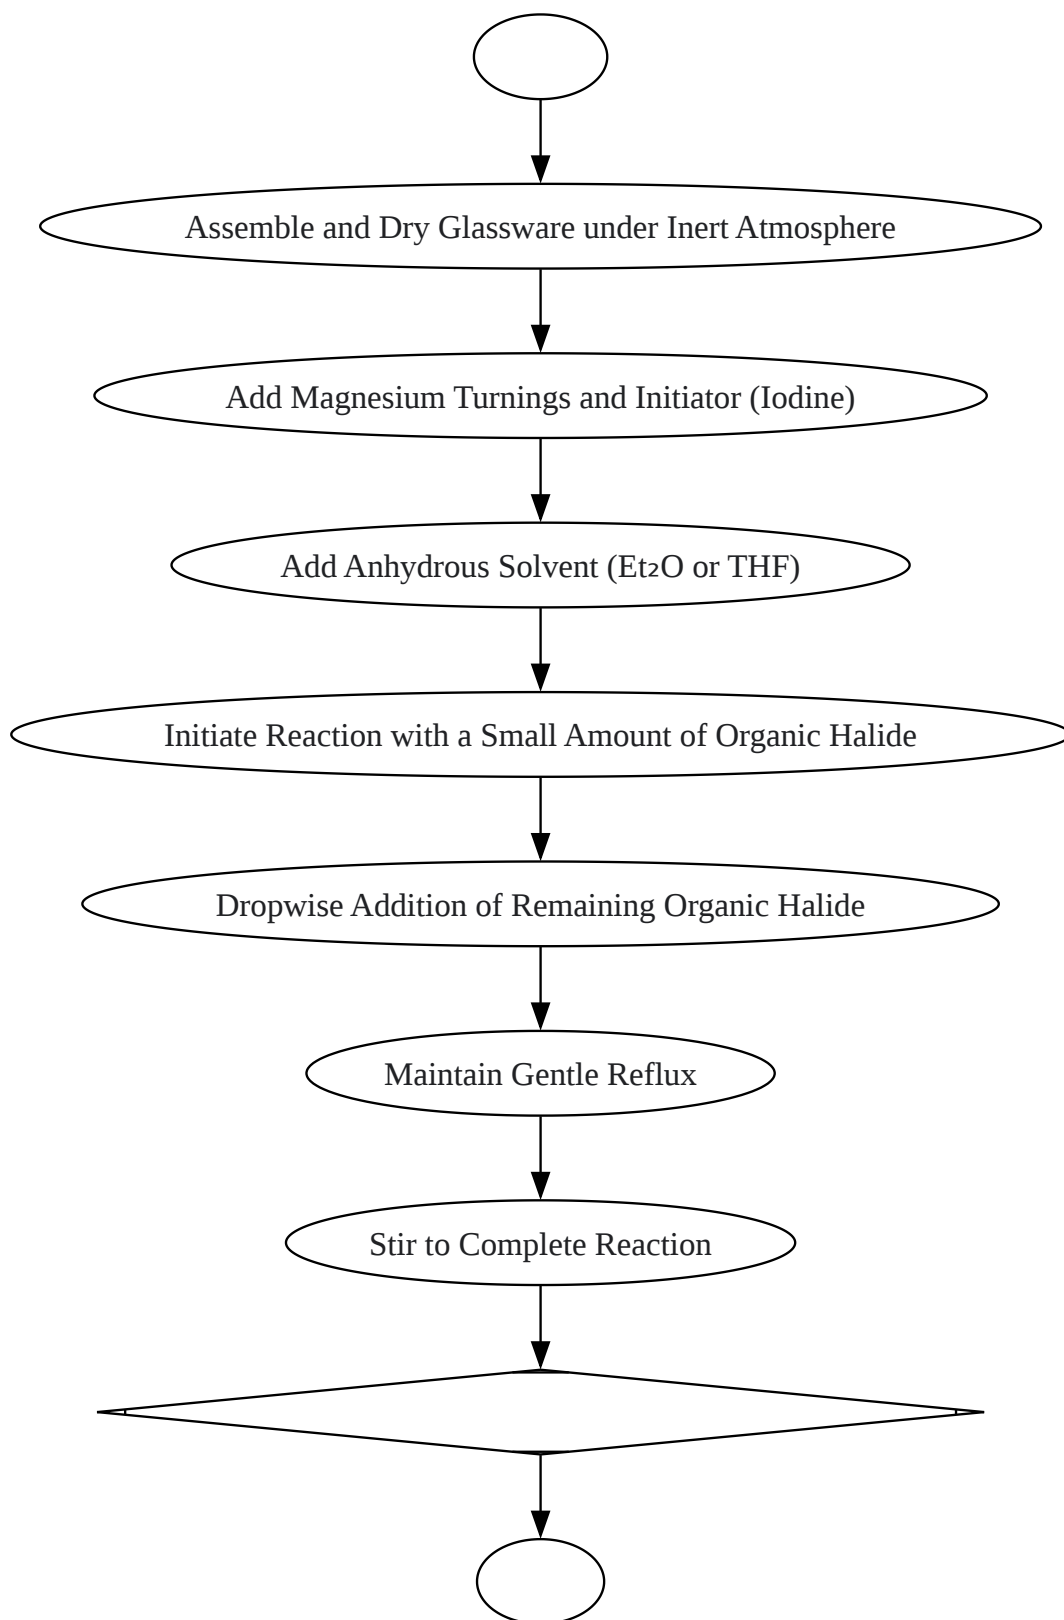 Assemble and Dry Glassware under Inert Atmosphere
Add Magnesium Turnings and Initiator (Iodine)
Add Anhydrous Solvent (Et₂O or THF)
Initiate Reaction with a Small Amount of Organic Halide
Dropwise Addition of Remaining Organic Halide
Maintain Gentle Reflux
Stir to Complete Reaction